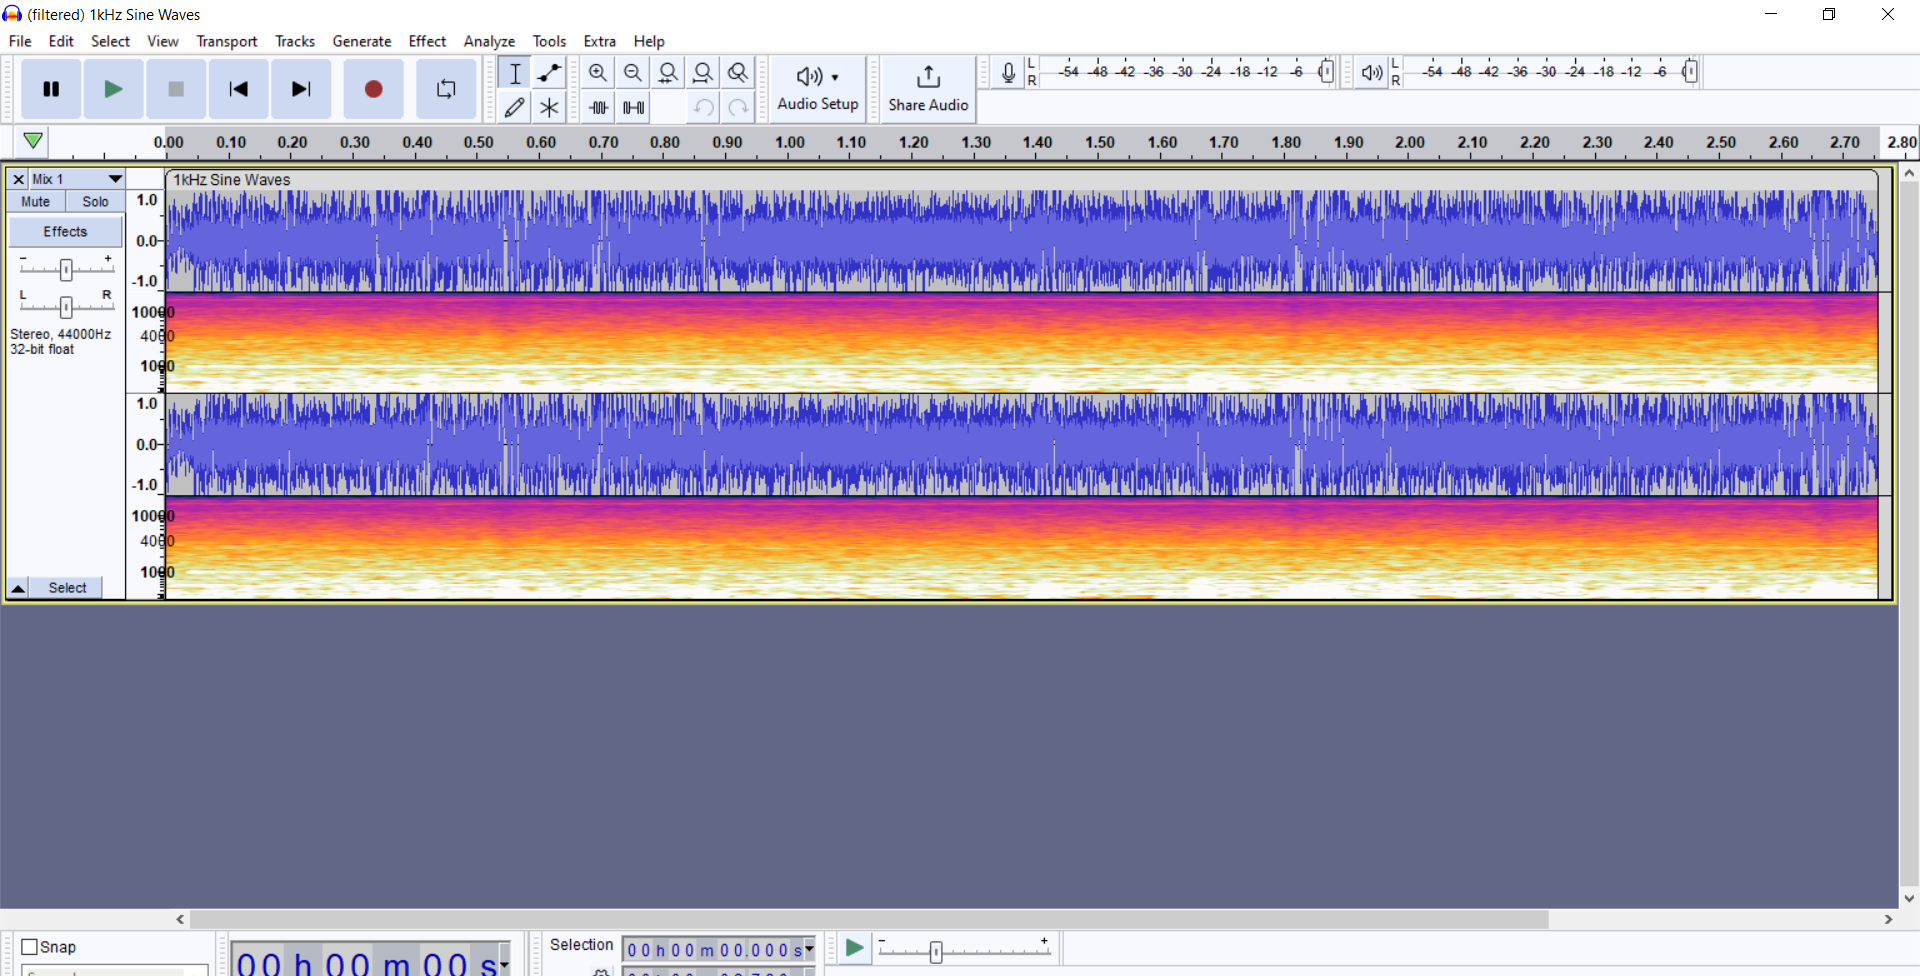 (filtered) 1kHz Sine Waves
File Edit Select View Transport Tracks Generate Effect Analyze Tools Extra Help
Audio Setup
Share Audio
L
R
-54 -48 -42 -36 -30 -24 -18 -12 -6 0
L
R
-54 -48 -42 -36 -30 -24 -18 -12 -6 0
0.00 0.10 0.20 0.30 0.40 0.50 0.60 0.70 0.80 0.90 1.00 1.10 1.20 1.30 1.40 1.50 1.60 1.70 1.80 1.90 2.00 2.10 2.20 2.30 2.40 2.50 2.60 2.70 2.80
Mix 1
1kHz Sine Waves
Mute Solo
Effects
- +
L R
Stereo, 44000Hz
32-bit float
1.0
0.0
-1.0
10000
4000
1000
1.0
0.0
-1.0
10000
4000
1000
Select
Snap
00 h 00 m 00 s
Selection
00 h 00 m 00.000 s
- +